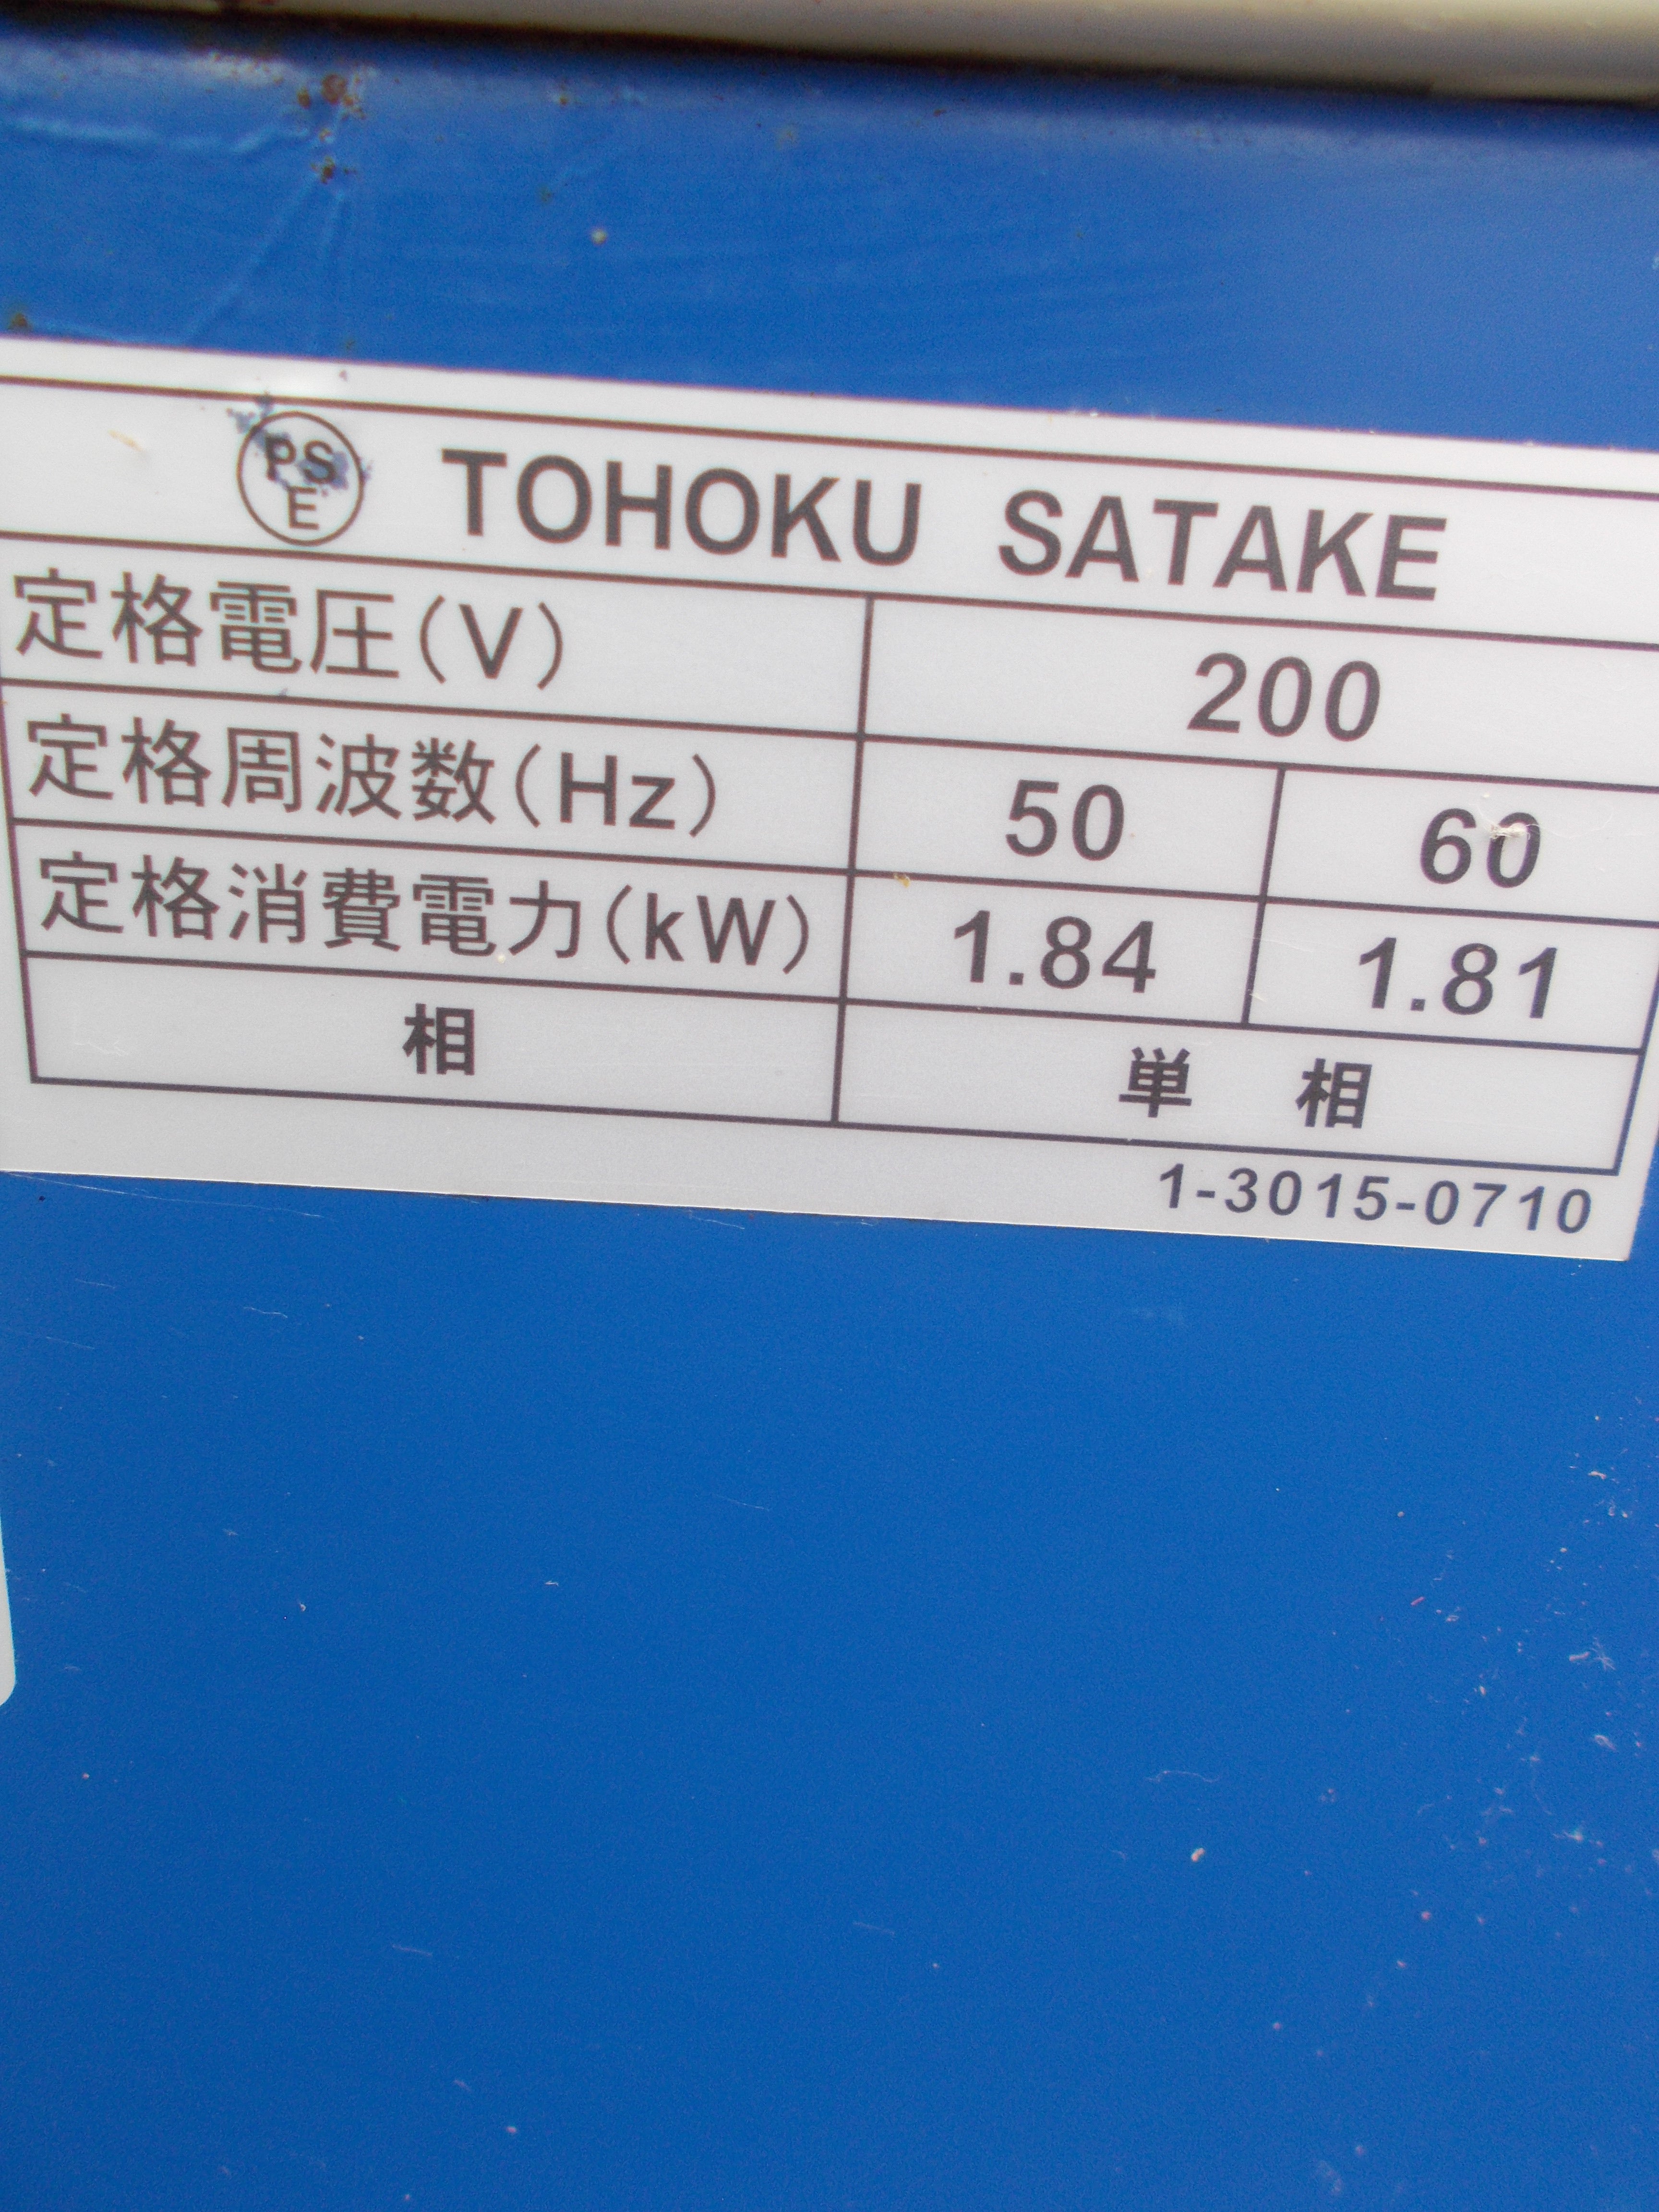 PS
E
TOHOKU SATAKE
定格電圧(V) 200
定格周波数(Hz) 50 60
定格消費電力(kW) 1.84 1.81
相 単 相
1-3015-0710